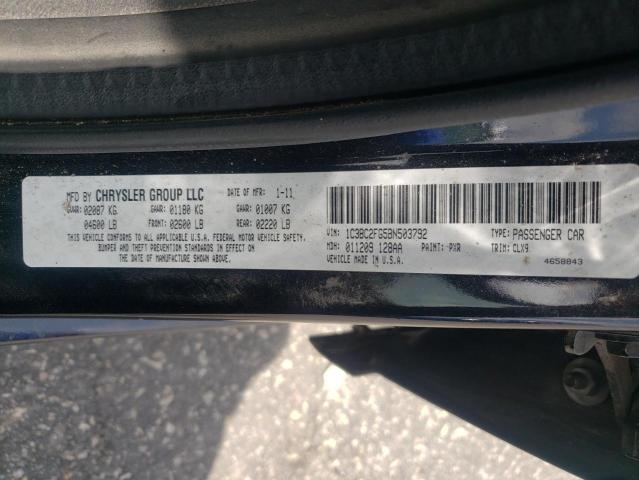 MFD BY CHRYSLER GROUP LLC DATE OF MFR: 1-11
GVWR: 02087 KG GAWR: 01180 KG GAWR: 01007 KG
04600 LB FRONT: 02600 LB REAR: 02220 LB
THIS VEHICLE CONFORMS TO ALL APPLICABLE U.S.A. FEDERAL MOTOR VEHICLE SAFETY,
BUMPER AND THEFT PREVENTION STANDARDS IN EFFECT ON
THE DATE OF MANUFACTURE SHOWN ABOVE.
VIN: 1C3BC2FG5BN503792 TYPE: PASSENGER CAR
MDH: 011209 128AA PAINT: PXR TRIM: CLX9
VEHICLE MADE IN U.S.A. 4658843